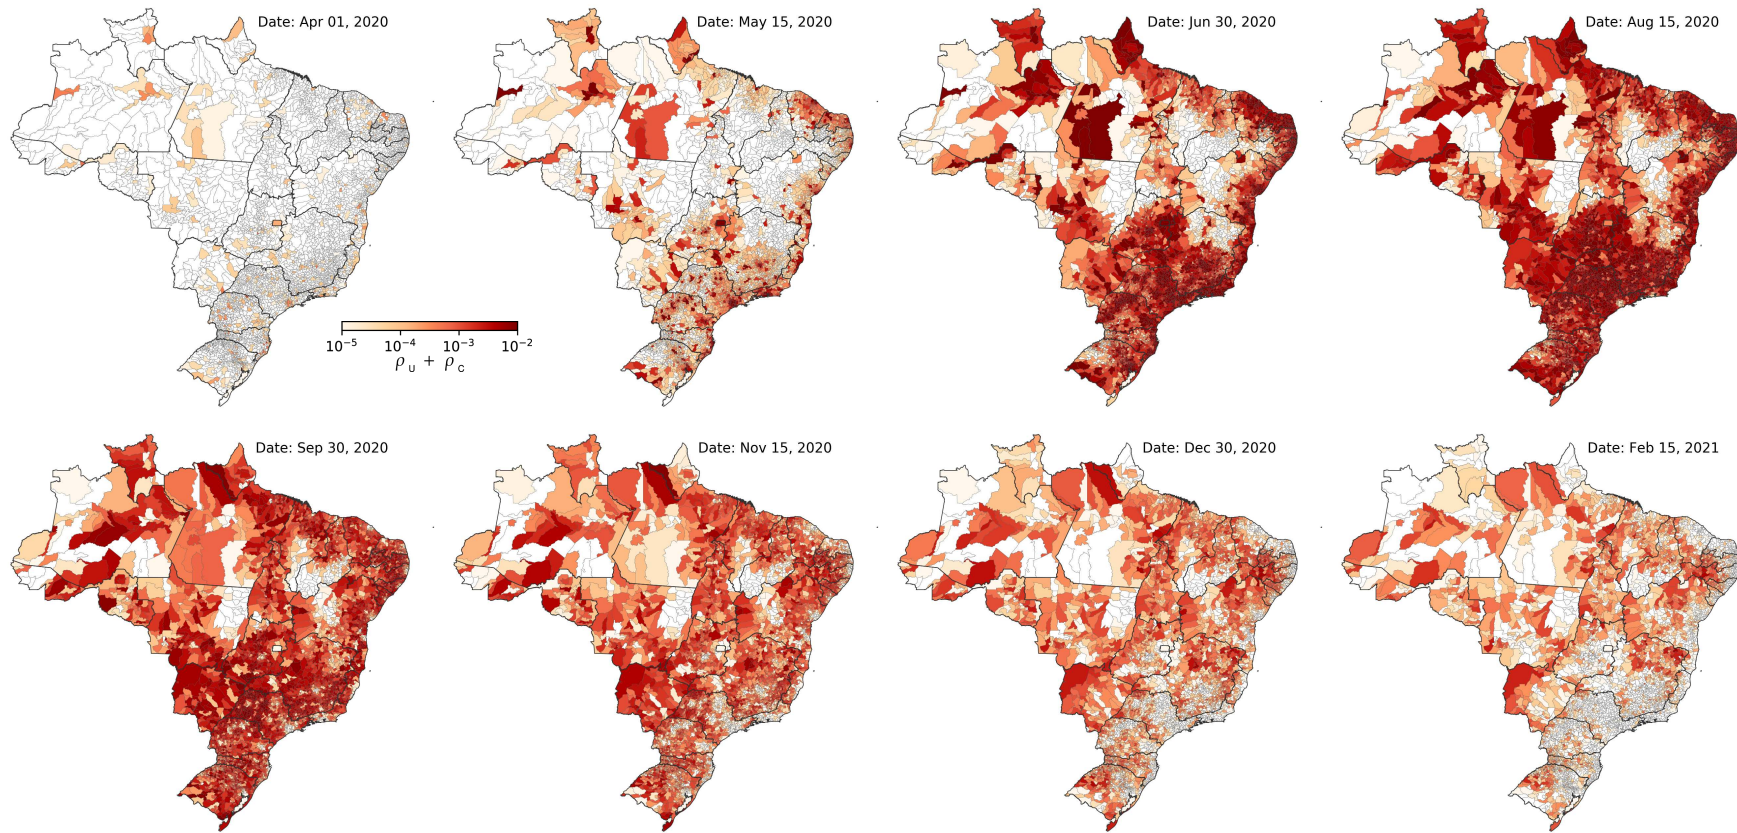 Date: Apr 01, 2020
Date: May 15, 2020
Date: Jun 30, 2020
Date: Aug 15, 2020
10⁻⁵ 10⁻⁴ 10⁻³ 10⁻²
ρ_U + ρ_C
Date: Sep 30, 2020
Date: Nov 15, 2020
Date: Dec 30, 2020
Date: Feb 15, 2021